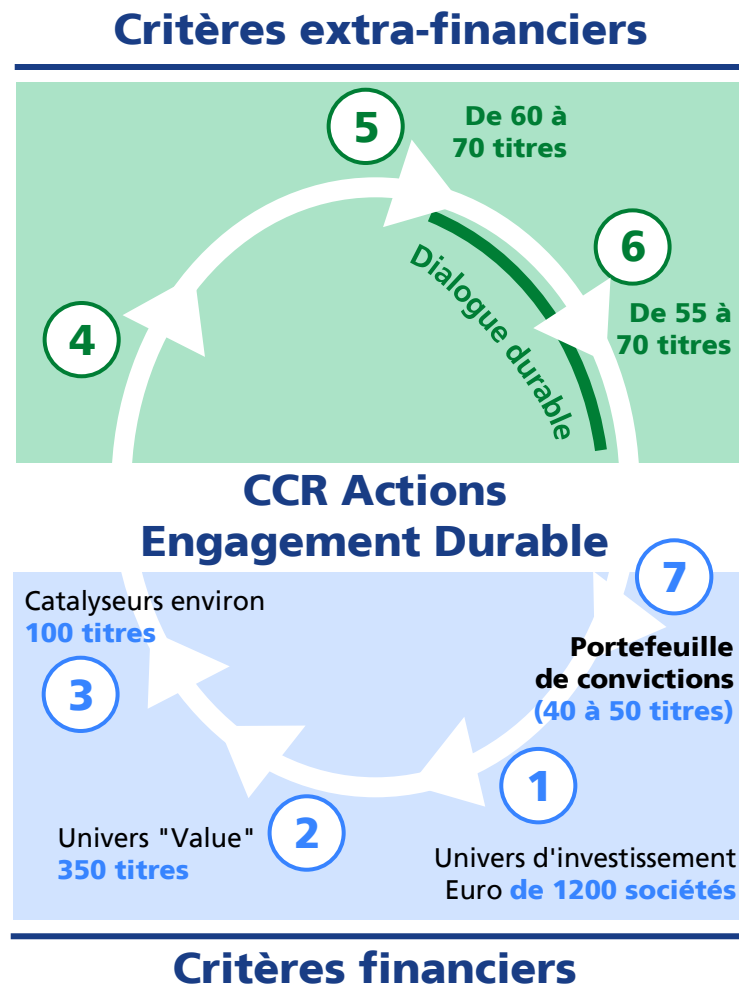 Critères extra-financiers
5
De 60 à
70 titres
6
De 55 à
70 titres
4
Dialogue durable
CCR Actions
Engagement Durable
7
Catalyseurs environ
100 titres
3
Portefeuille
de convictions
(40 à 50 titres)
1
2
Univers "Value"
350 titres
Univers d'investissement
Euro de 1200 sociétés
Critères financiers